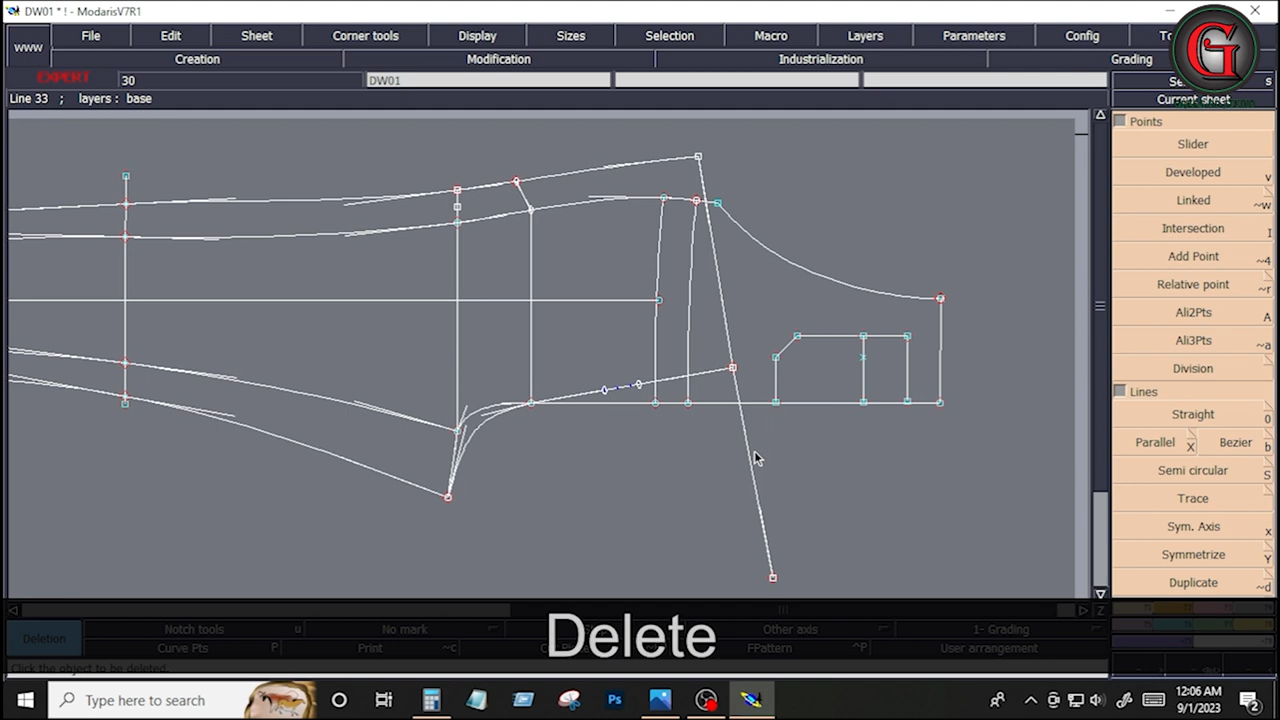 DW01 * ! - ModarisV7R1
www
File Edit Sheet Corner tools Display Sizes Selection Macro Layers Parameters Config
Creation Modification Industrialization Grading
EXPERT 30 DW01
Line 33 ; layers : base
G
s
Current sheet
Points
Slider
Developed v
Linked ~w
Intersection I
Add Point ~4
Relative point ~r
Ali2Pts A
Ali3Pts ~a
Division
Lines
Straight 0
Parallel X Bezier b
Semi circular S
Trace
Sym. Axis x
Symmetrize Y
Duplicate ~d
Z
Deletion Notch tools u No mark Other axis 1- Grading
Curve Pts P Print ~C FPattern ^P User arrangement
Click the object to be deleted.
Delete
Type here to search
Ps
12:06 AM
9/1/2023
2